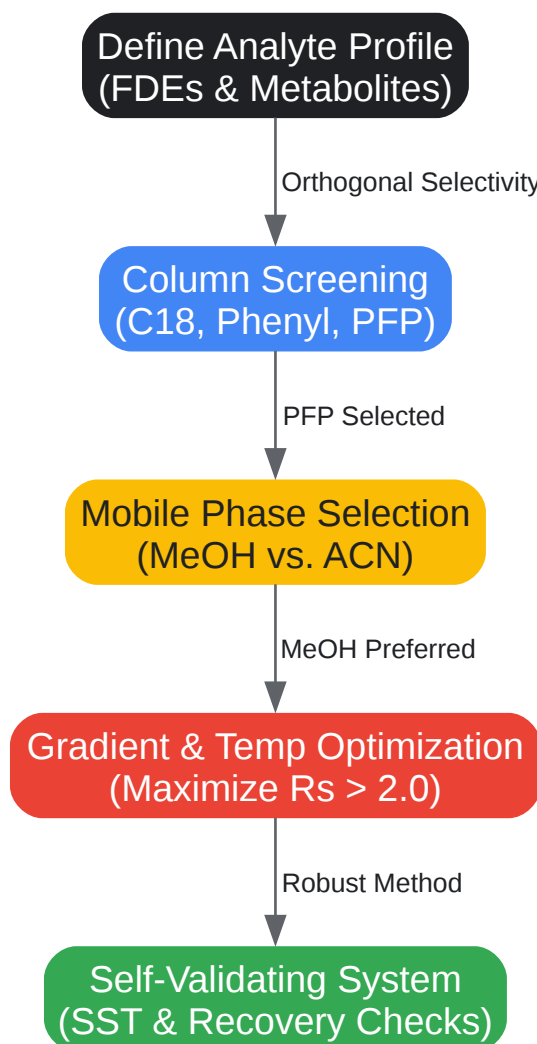 Define Analyte Profile
(FDEs & Metabolites)
Orthogonal Selectivity
Column Screening
(C18, Phenyl, PFP)
PFP Selected
Mobile Phase Selection
(MeOH vs. ACN)
MeOH Preferred
Gradient & Temp Optimization
(Maximize Rs > 2.0)
Robust Method
Self-Validating System
(SST & Recovery Checks)